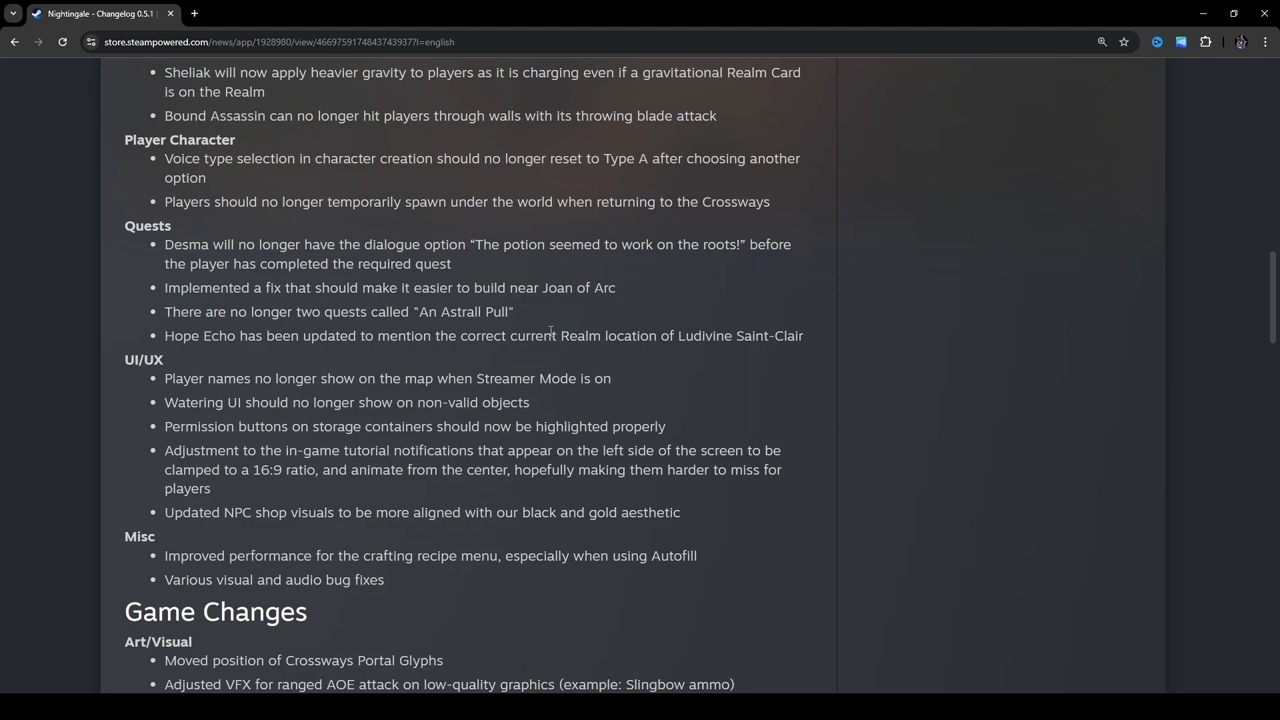 Nightingale - Changelog 0.5.1
store.steampowered.com/news/app/1928980/view/4669759174843743937?l=english
Sheliak will now apply heavier gravity to players as it is charging even if a gravitational Realm Card
is on the Realm
Bound Assassin can no longer hit players through walls with its throwing blade attack
Player Character
Voice type selection in character creation should no longer reset to Type A after choosing another
option
Players should no longer temporarily spawn under the world when returning to the Crossways
Quests
Desma will no longer have the dialogue option “The potion seemed to work on the roots!” before
the player has completed the required quest
Implemented a fix that should make it easier to build near Joan of Arc
There are no longer two quests called "An Astrall Pull"
Hope Echo has been updated to mention the correct current Realm location of Ludivine Saint-Clair
UI/UX
Player names no longer show on the map when Streamer Mode is on
Watering UI should no longer show on non-valid objects
Permission buttons on storage containers should now be highlighted properly
Adjustment to the in-game tutorial notifications that appear on the left side of the screen to be
clamped to a 16:9 ratio, and animate from the center, hopefully making them harder to miss for
players
Updated NPC shop visuals to be more aligned with our black and gold aesthetic
Misc
Improved performance for the crafting recipe menu, especially when using Autofill
Various visual and audio bug fixes
Game Changes
Art/Visual
Moved position of Crossways Portal Glyphs
Adjusted VFX for ranged AOE attack on low-quality graphics (example: Slingbow ammo)